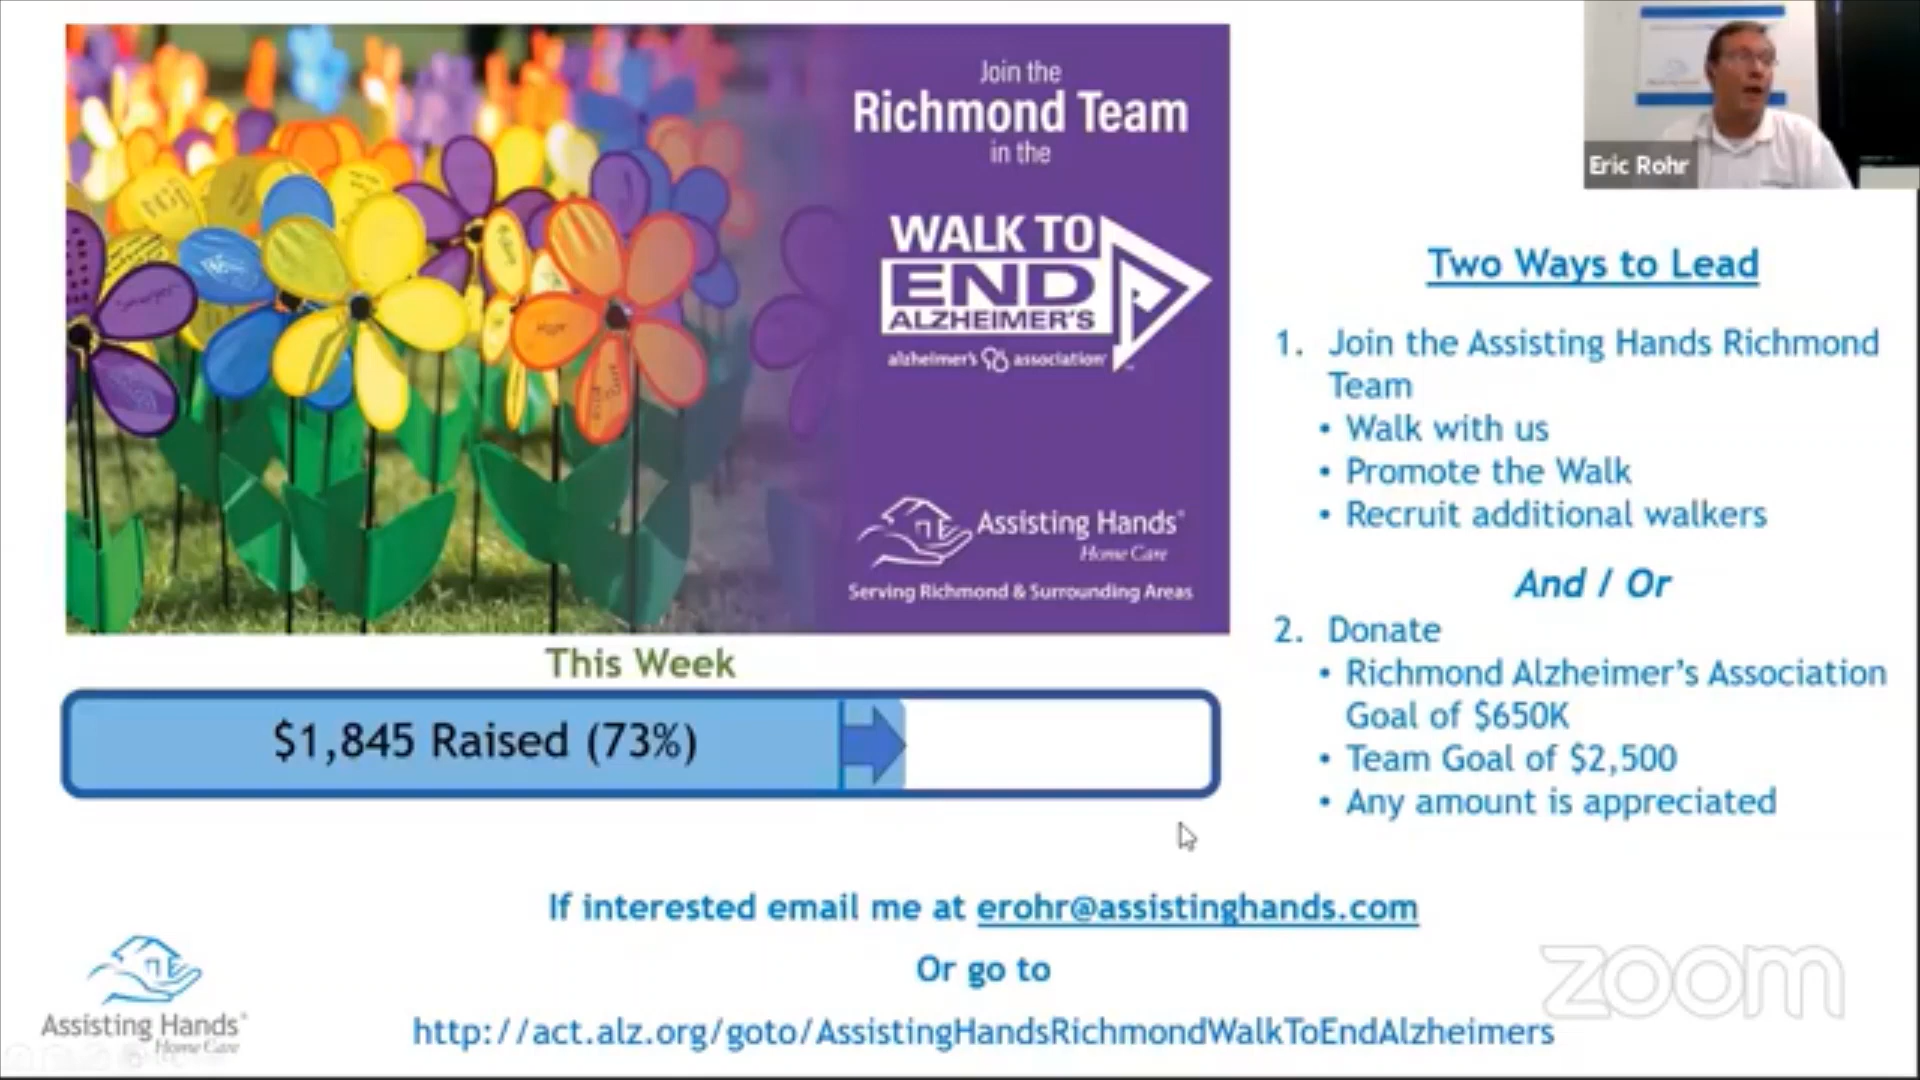 Join the
Richmond Team
in the
WALK TO
END
ALZHEIMER'S
alzheimer's association
Assisting Hands®
Home Care
Serving Richmond & Surrounding Areas
Eric Rohr
Two Ways to Lead
1. Join the Assisting Hands Richmond
Team
• Walk with us
• Promote the Walk
• Recruit additional walkers
And / Or
2. Donate
• Richmond Alzheimer's Association
Goal of $650K
• Team Goal of $2,500
• Any amount is appreciated
This Week
$1,845 Raised (73%)
If interested email me at erohr@assistinghands.com
Or go to
http://act.alz.org/goto/AssistingHandsRichmondWalkToEndAlzheimers
Assisting Hands®
Home Care
zoom